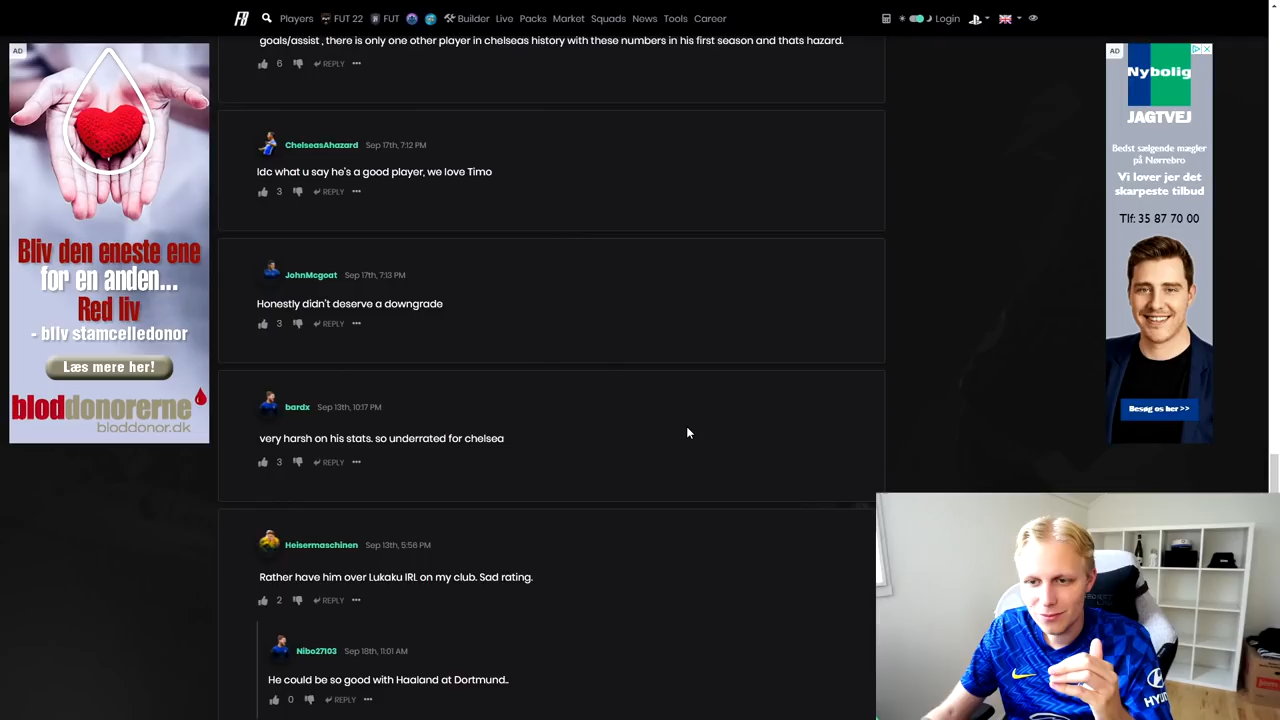 FB Players FUT 22 FUT Builder Live Packs Market Squads News Tools Career Login
goals/assist , there is only one other player in chelseas history with these numbers in his first season and thats hazard.
6 REPLY
ChelseasAhazard Sep 17th, 7:12 PM
Idc what u say he's a good player, we love Timo
3 REPLY
JohnMcgoat Sep 17th, 7:13 PM
Honestly didn't deserve a downgrade
3 REPLY
bardx Sep 13th, 10:17 PM
very harsh on his stats. so underrated for chelsea
3 REPLY
Heisermaschinen Sep 13th, 5:56 PM
Rather have him over Lukaku IRL on my club. Sad rating.
2 REPLY
Nibo27103 Sep 18th, 11:01 AM
He could be so good with Haaland at Dortmund..
0 REPLY
AD
Bliv den eneste ene
for en anden...
Red liv
- bliv stamcelledonor
Læs mere her!
bloddonorerne
bloddonor.dk
AD
Nybolig
JAGTVEJ
Bedst sælgende mægler
på Nørrebro
Vi lover jer det
skarpeste tilbud
Tlf: 35 87 70 00
Besøg os her >>